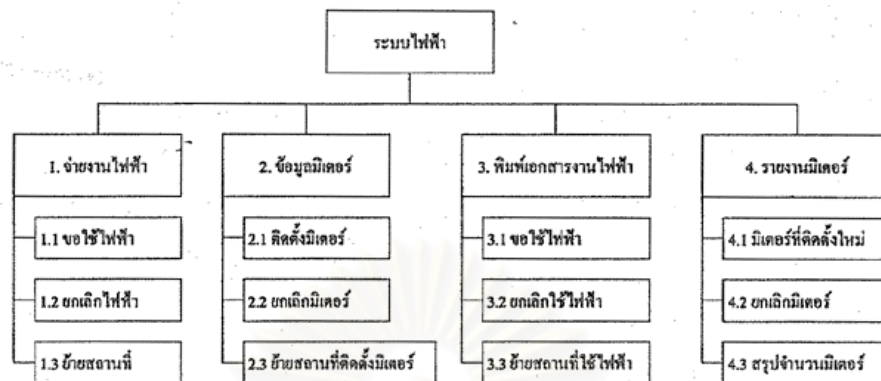 ระบบไฟฟ้า
1. จ่ายงานไฟฟ้า
2. ข้อมูลมิเตอร์
3. พิมพ์เอกสารงานไฟฟ้า
4. รายงานมิเตอร์
1.1 ขอใช้ไฟฟ้า
2.1 ติดตั้งมิเตอร์
3.1 ขอใช้ไฟฟ้า
4.1 มิเตอร์ที่ติดตั้งใหม่
1.2 ยกเลิกไฟฟ้า
2.2 ยกเลิกมิเตอร์
3.2 ยกเลิกใช้ไฟฟ้า
4.2 ยกเลิกมิเตอร์
1.3 ย้ายสถานที่
2.3 ย้ายสถานที่ติดตั้งมิเตอร์
3.3 ย้ายสถานที่ใช้ไฟฟ้า
4.3 สรุปจำนวนมิเตอร์